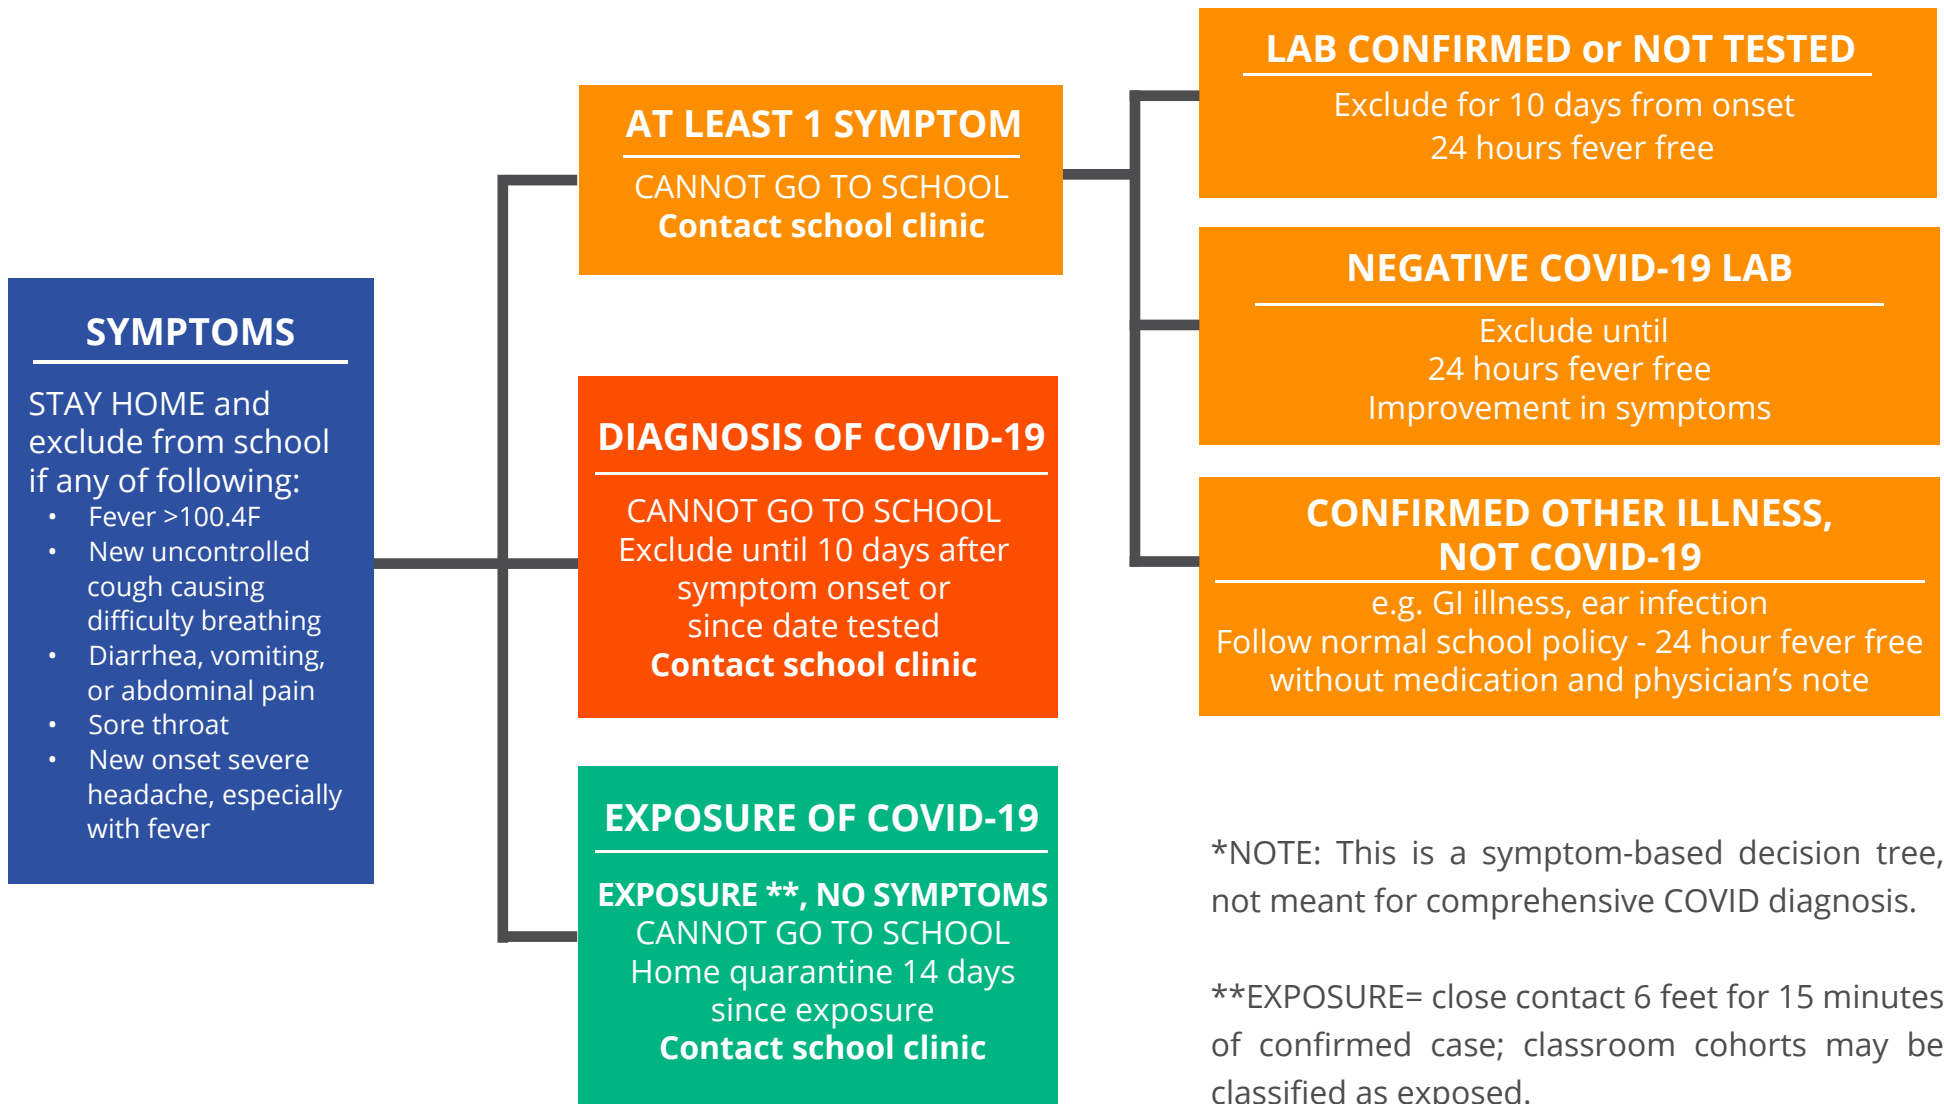 SYMPTOMS
STAY HOME and
exclude from school
if any of following:
• Fever >100.4F
• New uncontrolled
cough causing
difficulty breathing
• Diarrhea, vomiting,
or abdominal pain
• Sore throat
• New onset severe
headache, especially
with fever
AT LEAST 1 SYMPTOM
CANNOT GO TO SCHOOL
Contact school clinic
DIAGNOSIS OF COVID-19
CANNOT GO TO SCHOOL
Exclude until 10 days after
symptom onset or
since date tested
Contact school clinic
EXPOSURE OF COVID-19
EXPOSURE **, NO SYMPTOMS
CANNOT GO TO SCHOOL
Home quarantine 14 days
since exposure
Contact school clinic
LAB CONFIRMED or NOT TESTED
Exclude for 10 days from onset
24 hours fever free
NEGATIVE COVID-19 LAB
Exclude until
24 hours fever free
Improvement in symptoms
CONFIRMED OTHER ILLNESS,
NOT COVID-19
e.g. GI illness, ear infection
Follow normal school policy - 24 hour fever free
without medication and physician’s note
*NOTE: This is a symptom-based decision tree,
not meant for comprehensive COVID diagnosis.
**EXPOSURE= close contact 6 feet for 15 minutes
of confirmed case; classroom cohorts may be
classified as exposed.